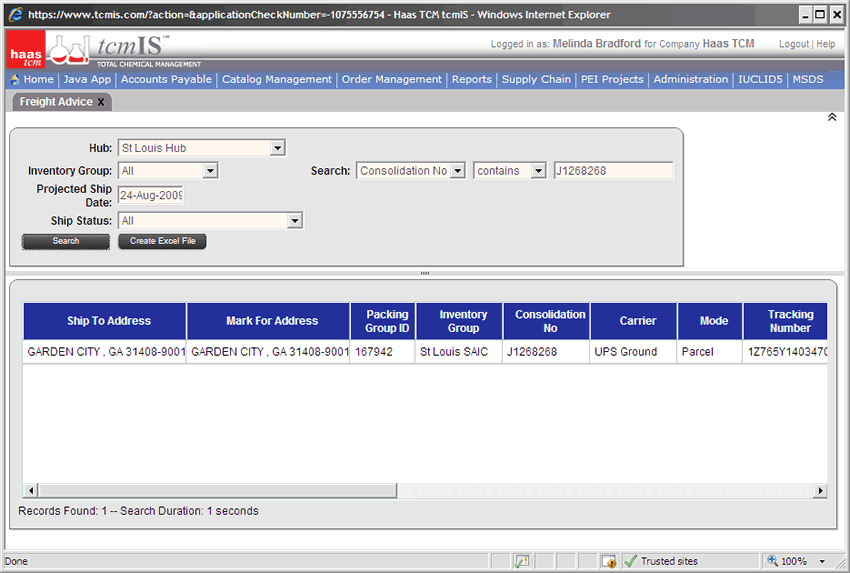 https://www.tcmis.com/?action=&applicationCheckNumber=-1075556754 - Haas TCM tcmIS - Windows Internet Explorer
haas tcm
tcmIS™
TOTAL CHEMICAL MANAGEMENT
Logged in as: Melinda Bradford for Company Haas TCM Logout | Help
Home | Java App | Accounts Payable | Catalog Management | Order Management | Reports | Supply Chain | PEI Projects | Administration | IUCLID5 | MSDS
Freight Advice X
Hub: St Louis Hub
Inventory Group: All Search: Consolidation No contains J1268268
Projected Ship Date: 24-Aug-2009
Ship Status: All
Search Create Excel File
Ship To Address Mark For Address Packing Group ID Inventory Group Consolidation No Carrier Mode Tracking Number
GARDEN CITY , GA 31408-9001 GARDEN CITY , GA 31408-9001 167942 St Louis SAIC J1268268 UPS Ground Parcel 1Z765Y1403470
Records Found: 1 -- Search Duration: 1 seconds
Done Trusted sites 100%